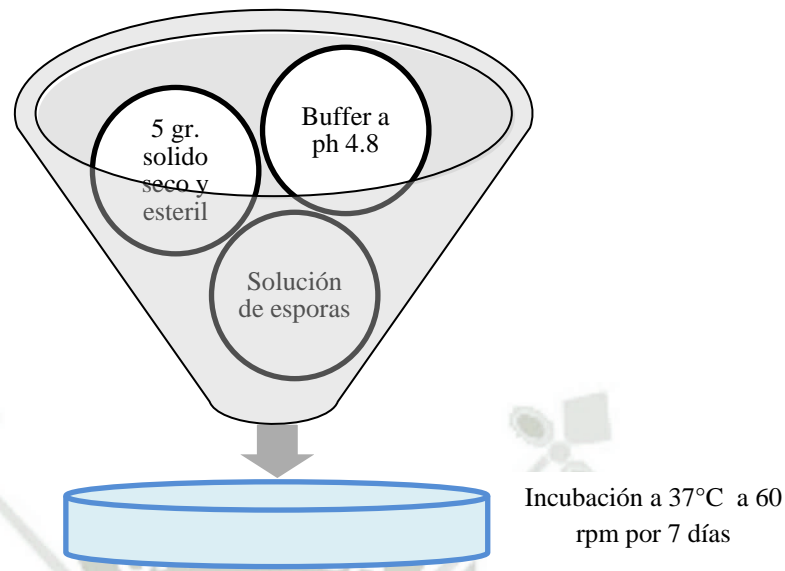 5 gr.
solido
seco y
esteril
Buffer a
ph 4.8
Solución
de esporas
Incubación a 37°C a 60
rpm por 7 días